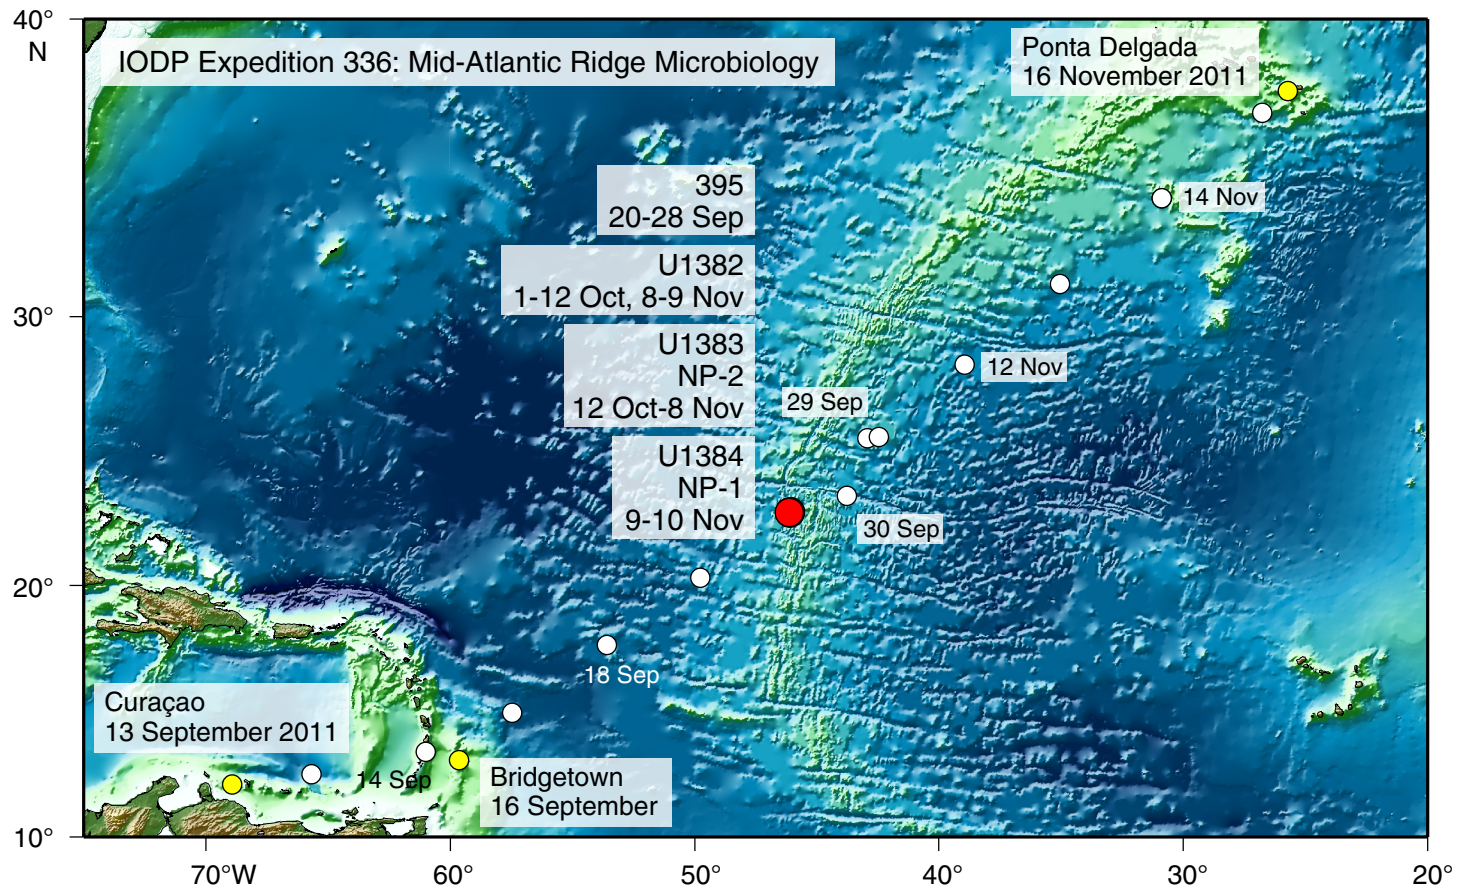 40°
N
IODP Expedition 336: Mid-Atlantic Ridge Microbiology
Ponta Delgada
16 November 2011
395
20-28 Sep
14 Nov
U1382
1-12 Oct, 8-9 Nov
30°
U1383
NP-2
12 Oct-8 Nov
12 Nov
29 Sep
U1384
NP-1
9-10 Nov
30 Sep
20°
18 Sep
Curaçao
13 September 2011
14 Sep
Bridgetown
16 September
10°
70°W
60°
50°
40°
30°
20°